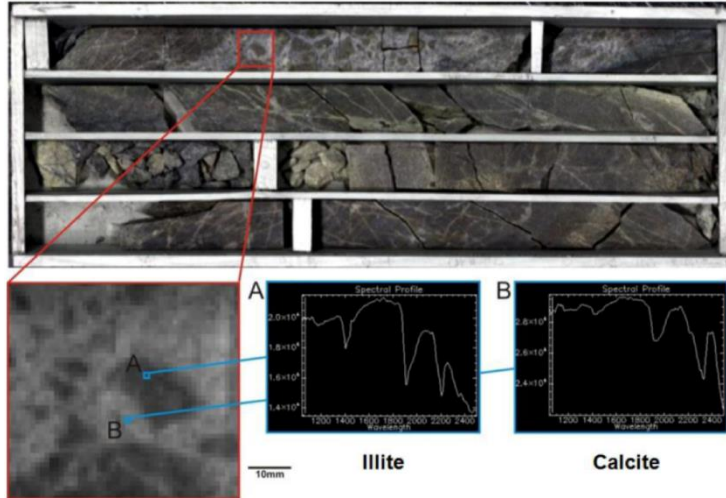 A
B
A
Spectral Profile
2.0×10⁴
1.8×10⁴
1.6×10⁴
1.4×10⁴
1200 1400 1600 1800 2000 2200 2400
Wavelength
B
Spectral Profile
2.8×10⁴
2.6×10⁴
2.4×10⁴
1200 1400 1600 1800 2000 2200 2400
Wavelength
10mm
Illite
Calcite